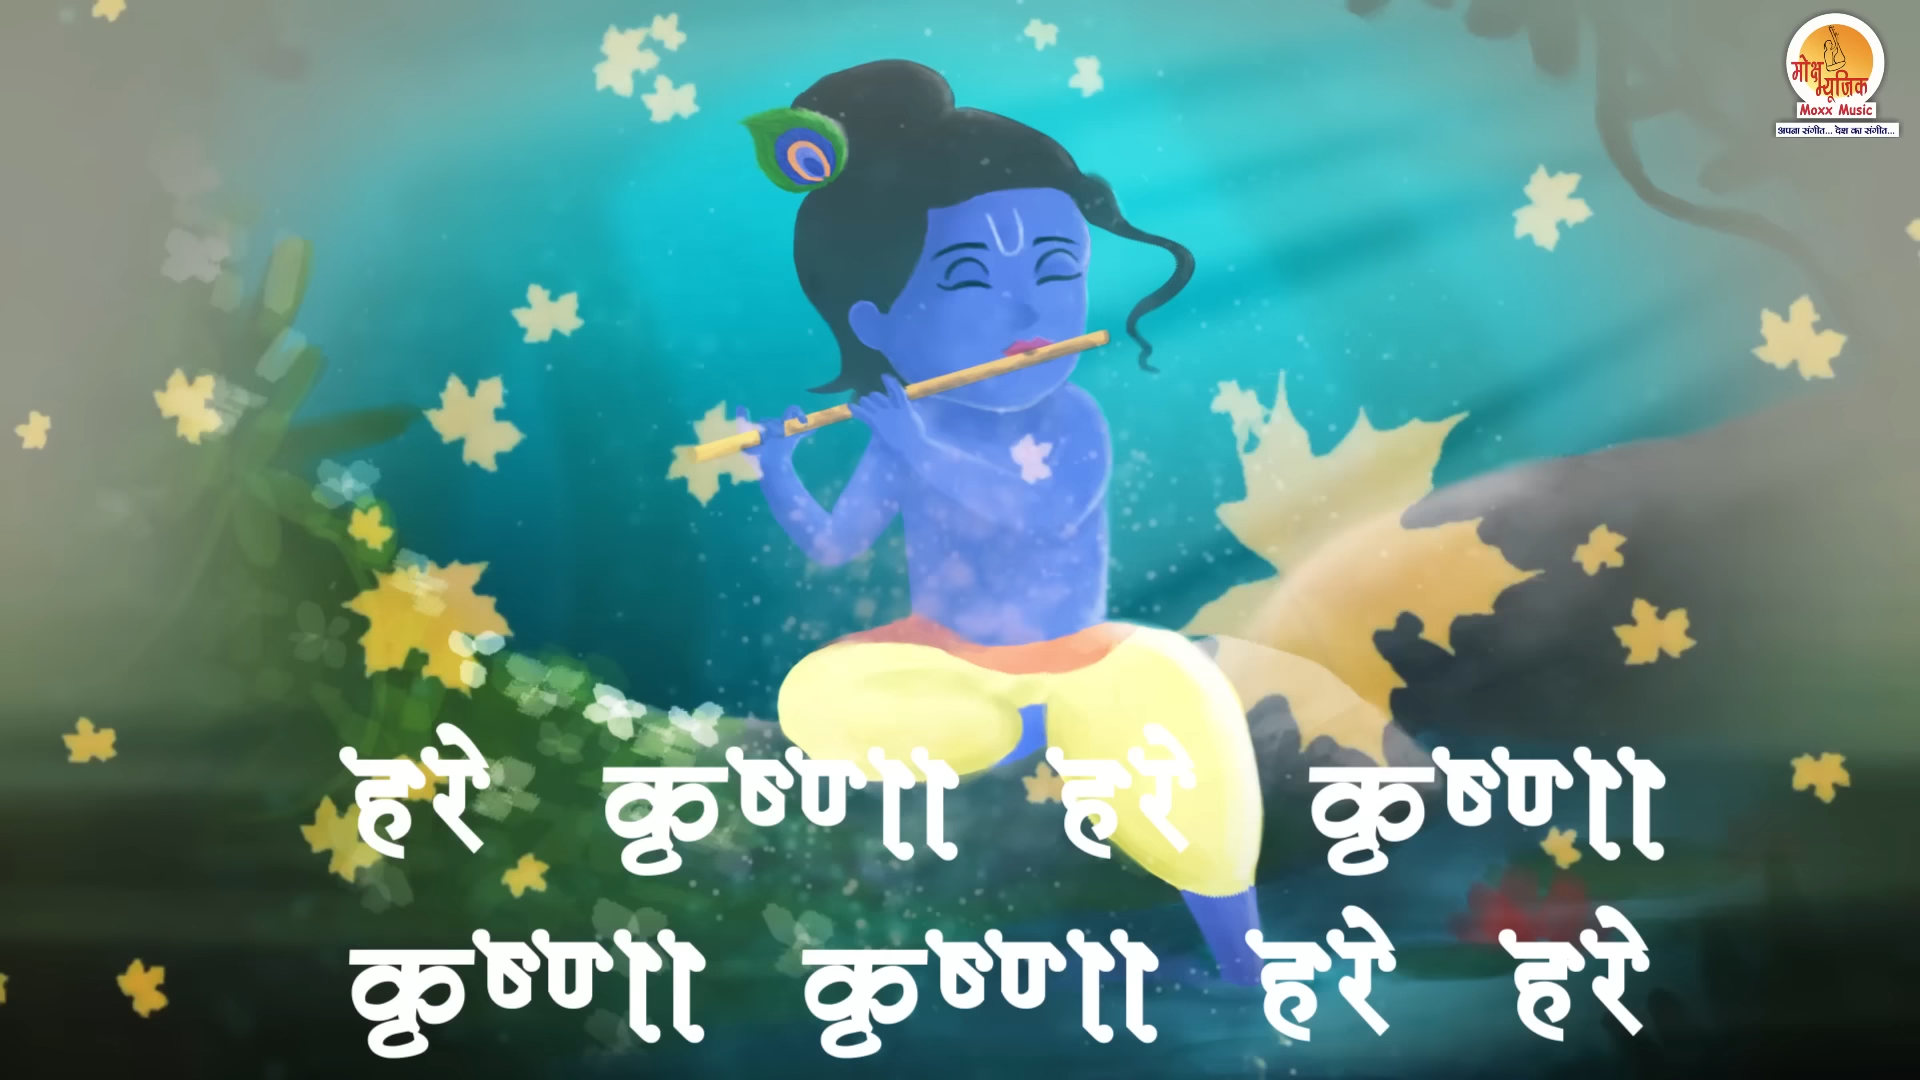 मोक्ष
म्यूज़िक
Moxx Music
अपना संगीत... देश का संगीत...
हरे कृष्णा हरे कृष्णा
कृष्णा कृष्णा हरे हरे